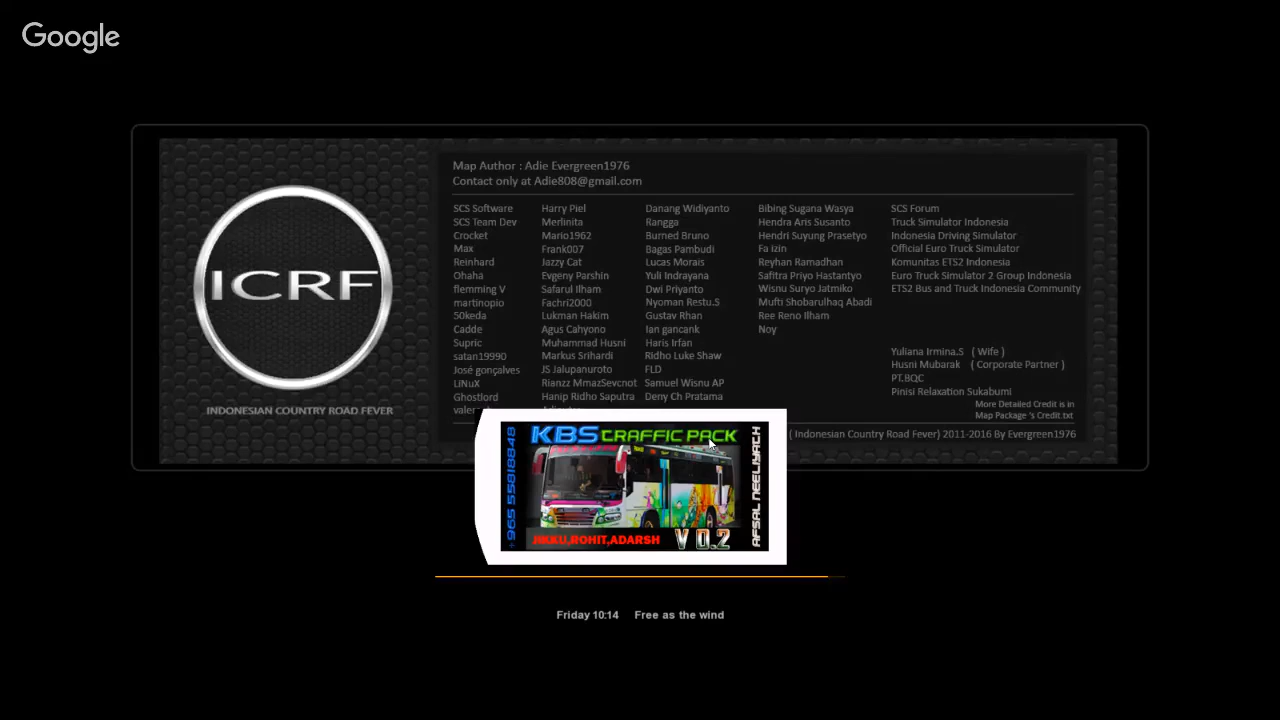 Google
Map Author : Adie Evergreen1976
Contact only at Adie808@gmail.com
SCS Software
SCS Team Dev
Crocket
Max
Reinhard
Ohaha
flemming V
martinopio
50keda
Cadde
Supric
satan19990
José gonçalves
LiNuX
Ghostlord
Harry Piel
Merlinita
Mario1962
Frank007
Jazzy Cat
Evgeny Parshin
Safarul Ilham
Fachri2000
Lukman Hakim
Agus Cahyono
Muhammad Husni
Markus Srihardi
JS Jalupanuroto
Rianzz MmazSevcnot
Hanip Ridho Saputra
Danang Widiyanto
Rangga
Burned Bruno
Bagas Pambudi
Lucas Morais
Yuli Indrayana
Dwi Priyanto
Nyoman Restu.S
Gustav Rhan
Ian gancank
Haris Irfan
Ridho Luke Shaw
FLD
Samuel Wisnu AP
Deny Ch Pratama
Bibing Sugana Wasya
Hendra Aris Susanto
Hendri Suyung Prasetyo
Fa izin
Reyhan Ramadhan
Safitra Priyo Hastantyo
Wisnu Suryo Jatmiko
Mufti Shobarulhaq Abadi
Ree Reno Ilham
Noy
SCS Forum
Truck Simulator Indonesia
Indonesia Driving Simulator
Official Euro Truck Simulator
Komunitas ETS2 Indonesia
Euro Truck Simulator 2 Group Indonesia
ETS2 Bus and Truck Indonesia Community
Yuliana Irmina.S ( Wife )
Husni Mubarak ( Corporate Partner )
PT.BQC
Pinisi Relaxation Sukabumi
More Detailed Credit is in
Map Package 's Credit.txt
( Indonesian Country Road Fever) 2011-2016 By Evergreen1976
ICRF
INDONESIAN COUNTRY ROAD FEVER
KBS TRAFFIC PACK
+965 55818848
AFSAL NEELIYATH
JIKKU,ROHIT,ADARSH
V 0.2
Friday 10:14 Free as the wind